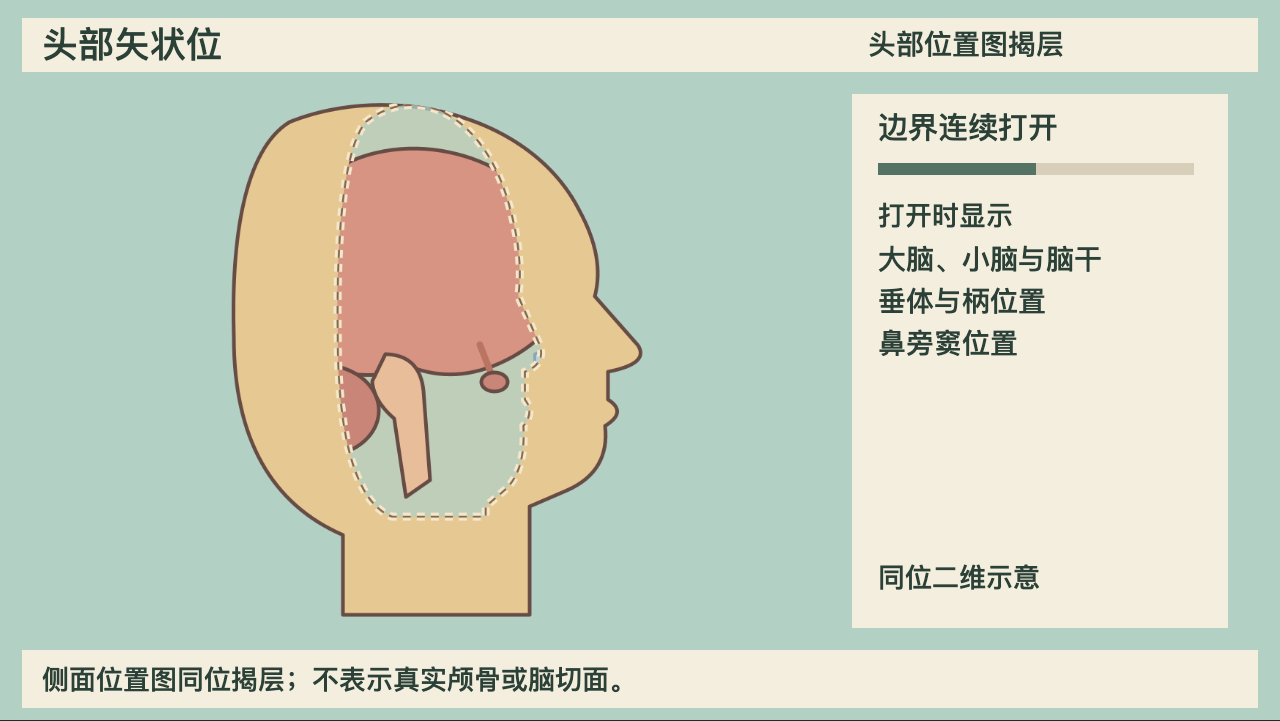 头部矢状位
头部位置图揭层
边界连续打开
打开时显示
大脑、小脑与脑干
垂体与柄位置
鼻旁窦位置
同位二维示意
侧面位置图同位揭层；不表示真实颅骨或脑切面。